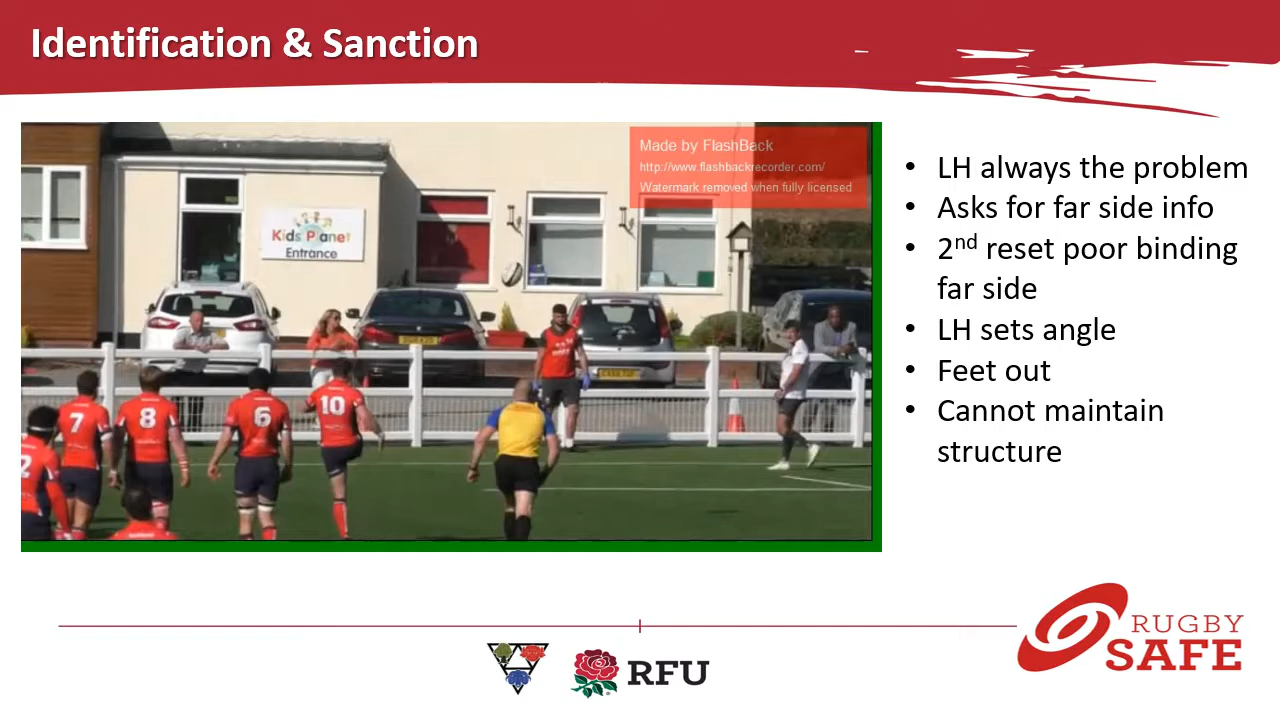 Identification & Sanction
Made by FlashBack
http://www.flashbackrecorder.com/
Watermark removed when fully licensed
Kids Planet
Entrance
7
8
6
10
2
• LH always the problem
• Asks for far side info
• 2nd reset poor binding
far side
• LH sets angle
• Feet out
• Cannot maintain
structure
RFU
RUGBY
SAFE